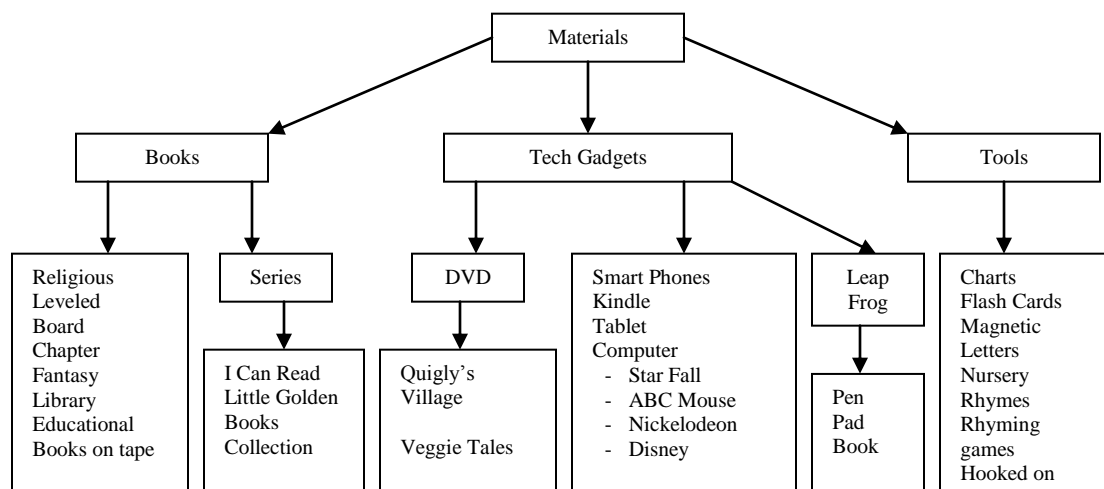 Materials
Books
Tech Gadgets
Tools
Religious
Leveled
Board
Chapter
Fantasy
Library
Educational
Books on tape
Series
I Can Read
Little Golden
Books
Collection
DVD
Quigly’s
Village
Veggie Tales
Smart Phones
Kindle
Tablet
Computer
- Star Fall
- ABC Mouse
- Nickelodeon
- Disney
Leap
Frog
Pen
Pad
Book
Charts
Flash Cards
Magnetic
Letters
Nursery
Rhymes
Rhyming
games
Hooked on